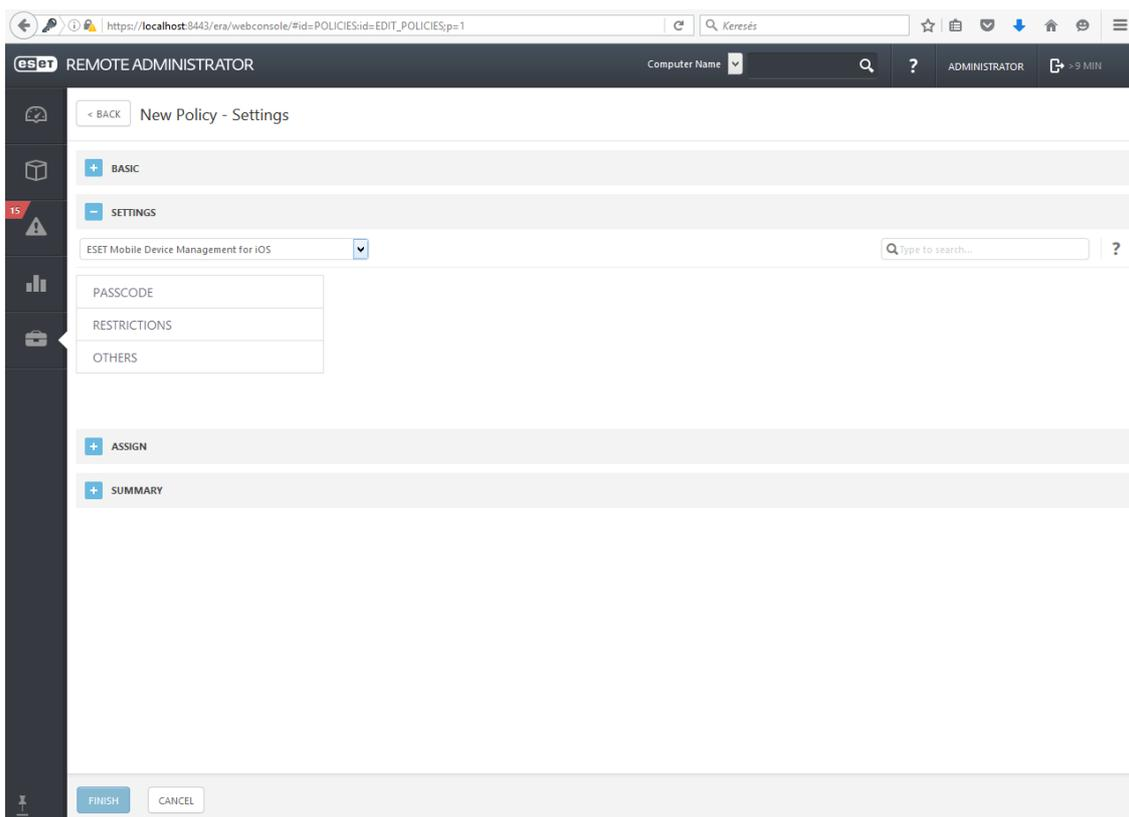 https://localhost:8443/era/webconsole/#id=POLICIES:id=EDIT_POLICIES;p=1 Keresés
eset REMOTE ADMINISTRATOR Computer Name ? ADMINISTRATOR >9 MIN
< BACK New Policy - Settings
+ BASIC
15
− SETTINGS
ESET Mobile Device Management for iOS Type to search... ?
PASSCODE
RESTRICTIONS
OTHERS
+ ASSIGN
+ SUMMARY
FINISH CANCEL